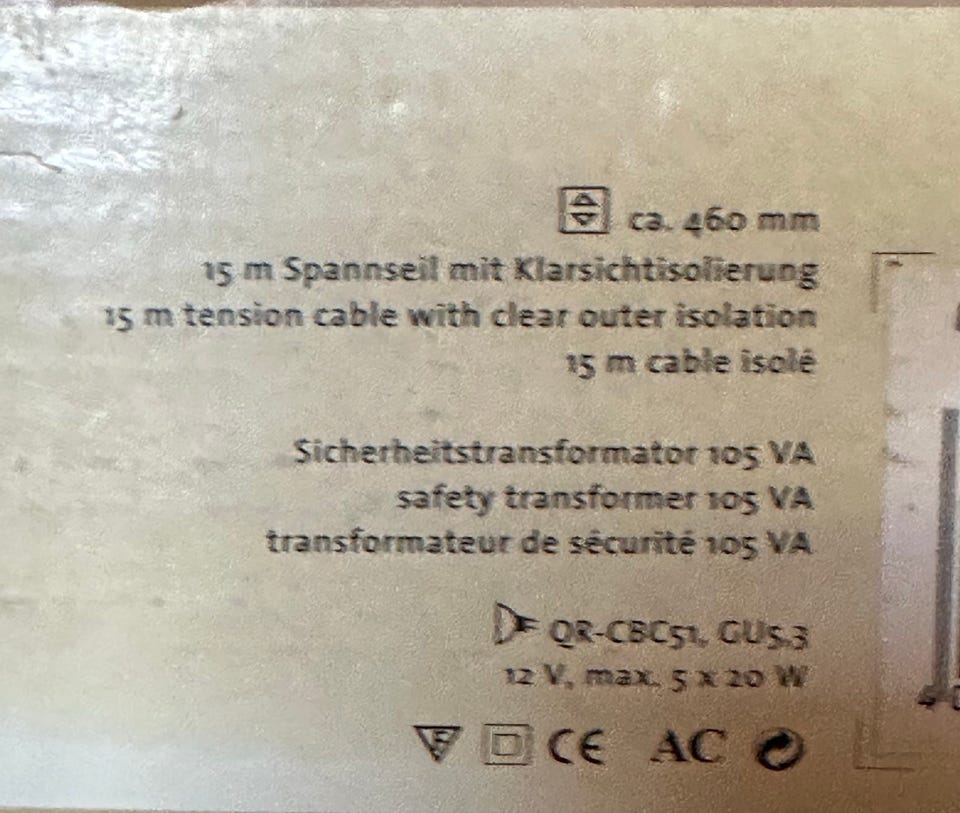 ca. 460 mm
15 m Spannseil mit Klarsichtisolierung
15 m tension cable with clear outer isolation
15 m cable isolé
Sicherheitstransformator 105 VA
safety transformer 105 VA
transformateur de sécurité 105 VA
QR-CBC51, GU5.3
12 V, max. 5 x 20 W
F CE AC